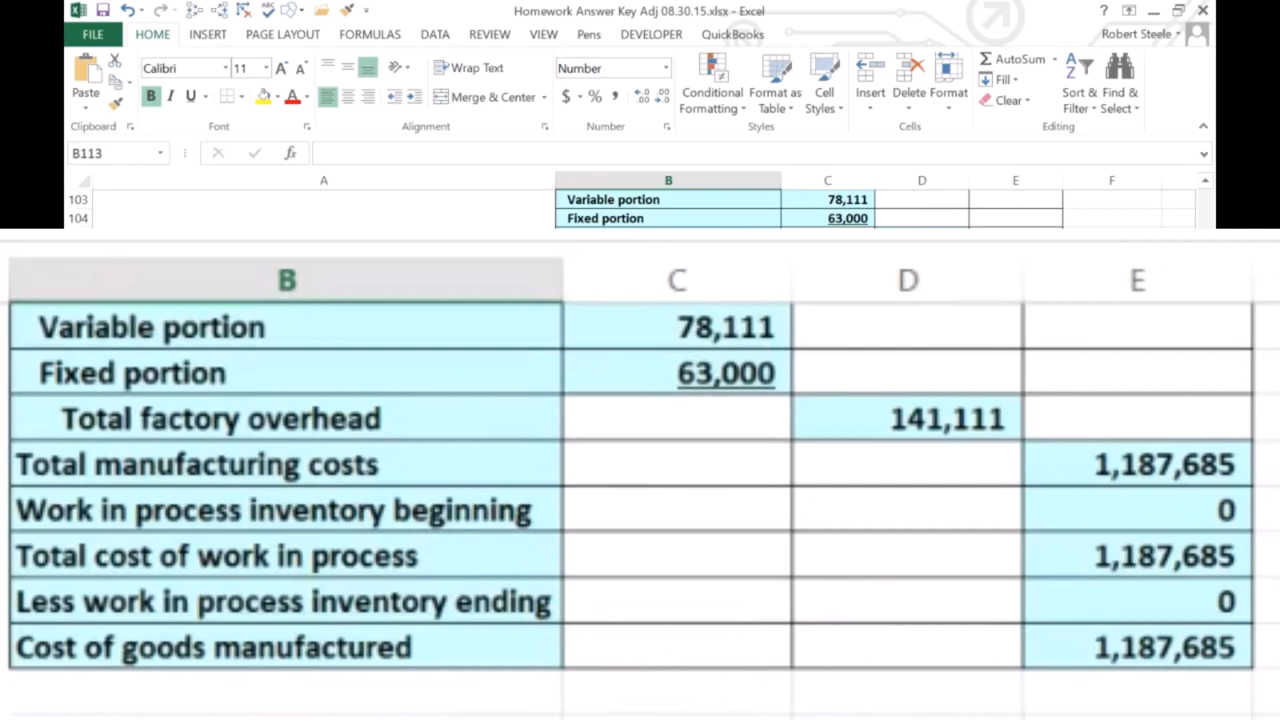 Homework Answer Key Adj 08.30.15.xlsx - Excel
FILE HOME INSERT PAGE LAYOUT FORMULAS DATA REVIEW VIEW Pens DEVELOPER QuickBooks Robert Steele
Paste Calibri 11 A A Wrap Text Number Conditional Format as Cell Insert Delete Format AutoSum Sort & Find &
B I U A Merge & Center $ % , Formatting Table Styles Fill Filter Select
Clear
Clipboard Font Alignment Number Styles Cells Editing
B113 fx
A B C D E F
103 Variable portion 78,111
104 Fixed portion 63,000
B C D E
Variable portion 78,111
Fixed portion 63,000
Total factory overhead 141,111
Total manufacturing costs 1,187,685
Work in process inventory beginning 0
Total cost of work in process 1,187,685
Less work in process inventory ending 0
Cost of goods manufactured 1,187,685